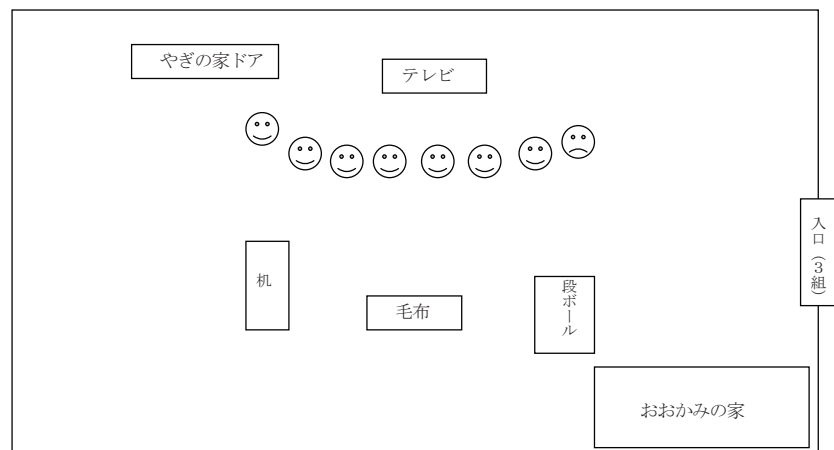 やぎの家ドア
テレビ
入口（３組）
机
毛布
段ボール
おおかみの家